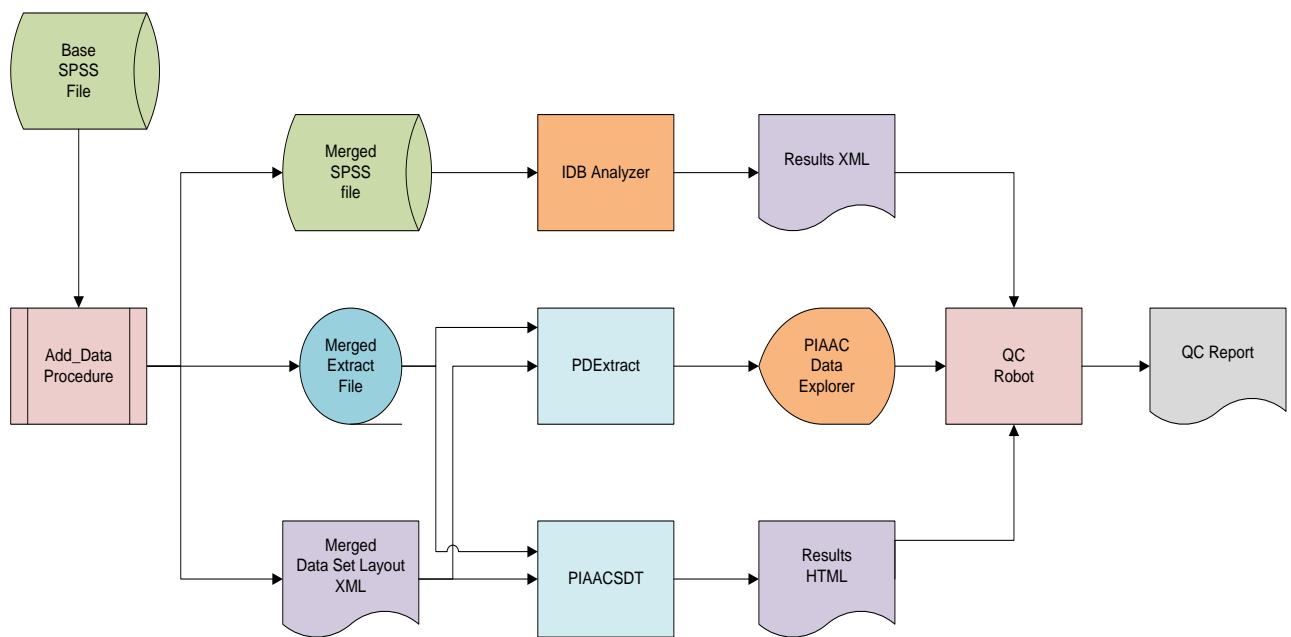 Base
SPSS
File
Merged
SPSS
file
IDB Analyzer
Results XML
Add_Data
Procedure
Merged
Extract
File
PDExtract
PIAAC
Data
Explorer
QC
Robot
QC Report
Merged
Data Set Layout
XML
PIAACSDT
Results
HTML